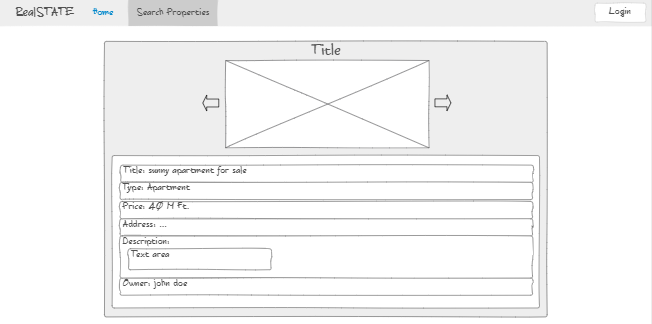 RealSTATE Home Search Properties Login
Title
Title: sunny apartment for sale
Type: Apartment
Price: 40 M Ft.
Address: ...
Description:
Text area
Owner: john doe